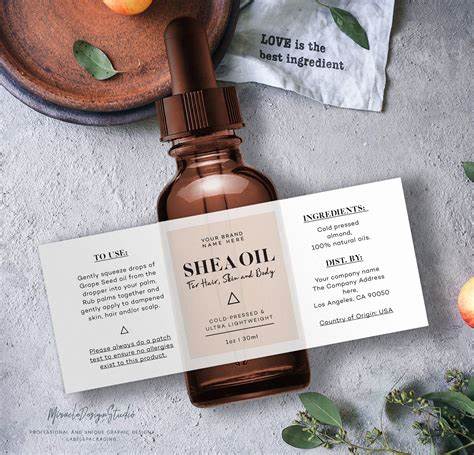 LOVE is the
best ingredient.
TO USE:
Gently squeeze drops of
Grape Seed oil from the
dropper into your palm.
Rub palms together and
gently apply to dampened
skin, hair and/or scalp.
Please always do a patch
test to ensure no allergies
exist to this product.
YOUR BRAND
NAME HERE
SHEA OIL
For Hair, Skin and Body
COLD-PRESSED &
ULTRA LIGHTWEIGHT
1oz | 30ml
INGREDIENTS:
Cold pressed
almond,
100% natural oils.
DIST. BY:
Your company name
The Company Address
here,
Los Angeles, CA 90050
Country of Origin: USA
MiracleDesignStudio
PROFESSIONAL AND UNIQUE GRAPHIC DESIGN
LABEL&PACKAGING